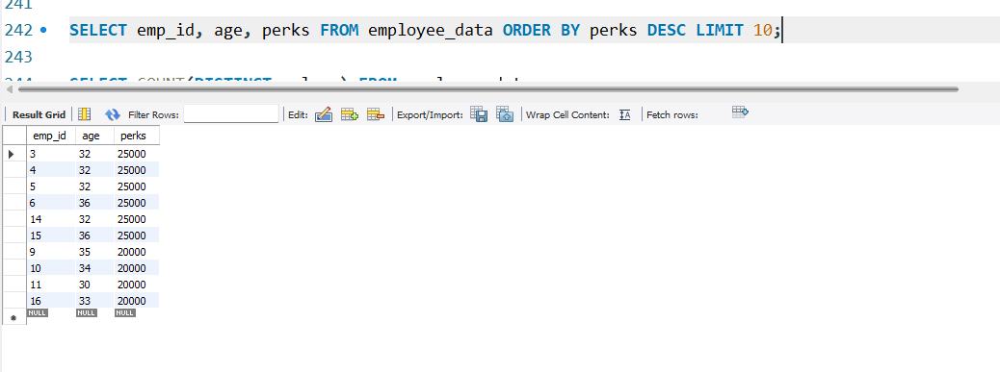 241
242 SELECT emp_id, age, perks FROM employee_data ORDER BY perks DESC LIMIT 10;
243
Result Grid Filter Rows: Edit: Export/Import: Wrap Cell Content: Fetch rows:
emp_id age perks
3 32 25000
4 32 25000
5 32 25000
6 36 25000
14 32 25000
15 36 25000
9 35 20000
10 34 20000
11 30 20000
16 33 20000
NULL NULL NULL